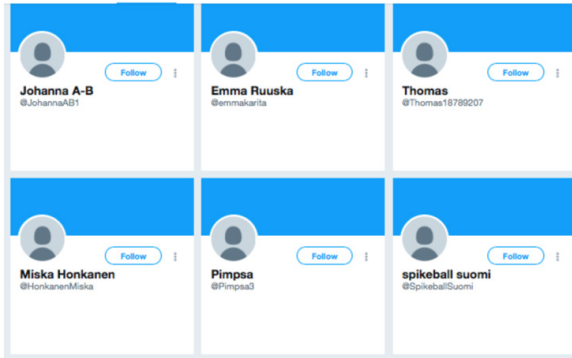 Follow
Johanna A-B
@JohannaAB1
Follow
Emma Ruuska
@emmakarita
Follow
Thomas
@Thomas18789207
Follow
Miska Honkanen
@HonkanenMiska
Follow
Pimpsa
@Pimpsa3
Follow
spikeball suomi
@SpikeballSuomi